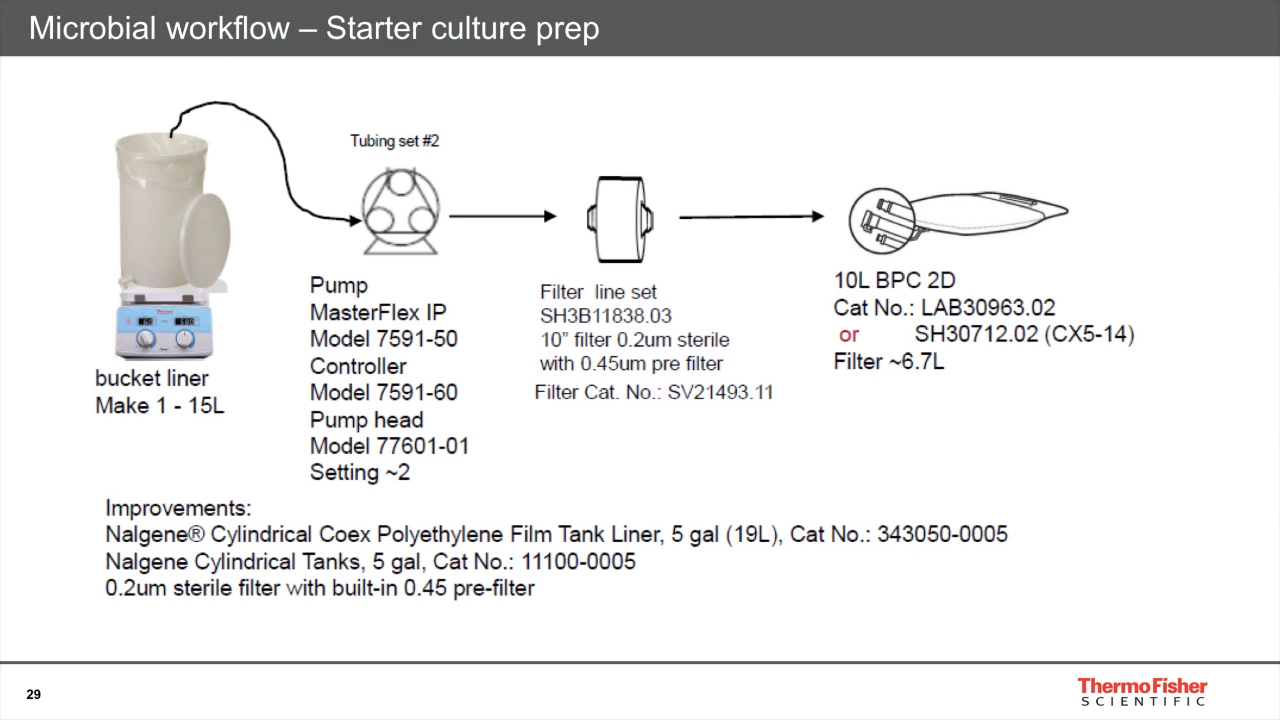 Microbial workflow – Starter culture prep
Tubing set #2
bucket liner
Make 1 - 15L
Pump
MasterFlex IP
Model 7591-50
Controller
Model 7591-60
Pump head
Model 77601-01
Setting ~2
Filter line set
SH3B11838.03
10” filter 0.2um sterile
with 0.45um pre filter
Filter Cat. No.: SV21493.11
10L BPC 2D
Cat No.: LAB30963.02
or SH30712.02 (CX5-14)
Filter ~6.7L
Improvements:
Nalgene® Cylindrical Coex Polyethylene Film Tank Liner, 5 gal (19L), Cat No.: 343050-0005
Nalgene Cylindrical Tanks, 5 gal, Cat No.: 11100-0005
0.2um sterile filter with built-in 0.45 pre-filter
29
ThermoFisher
SCIENTIFIC